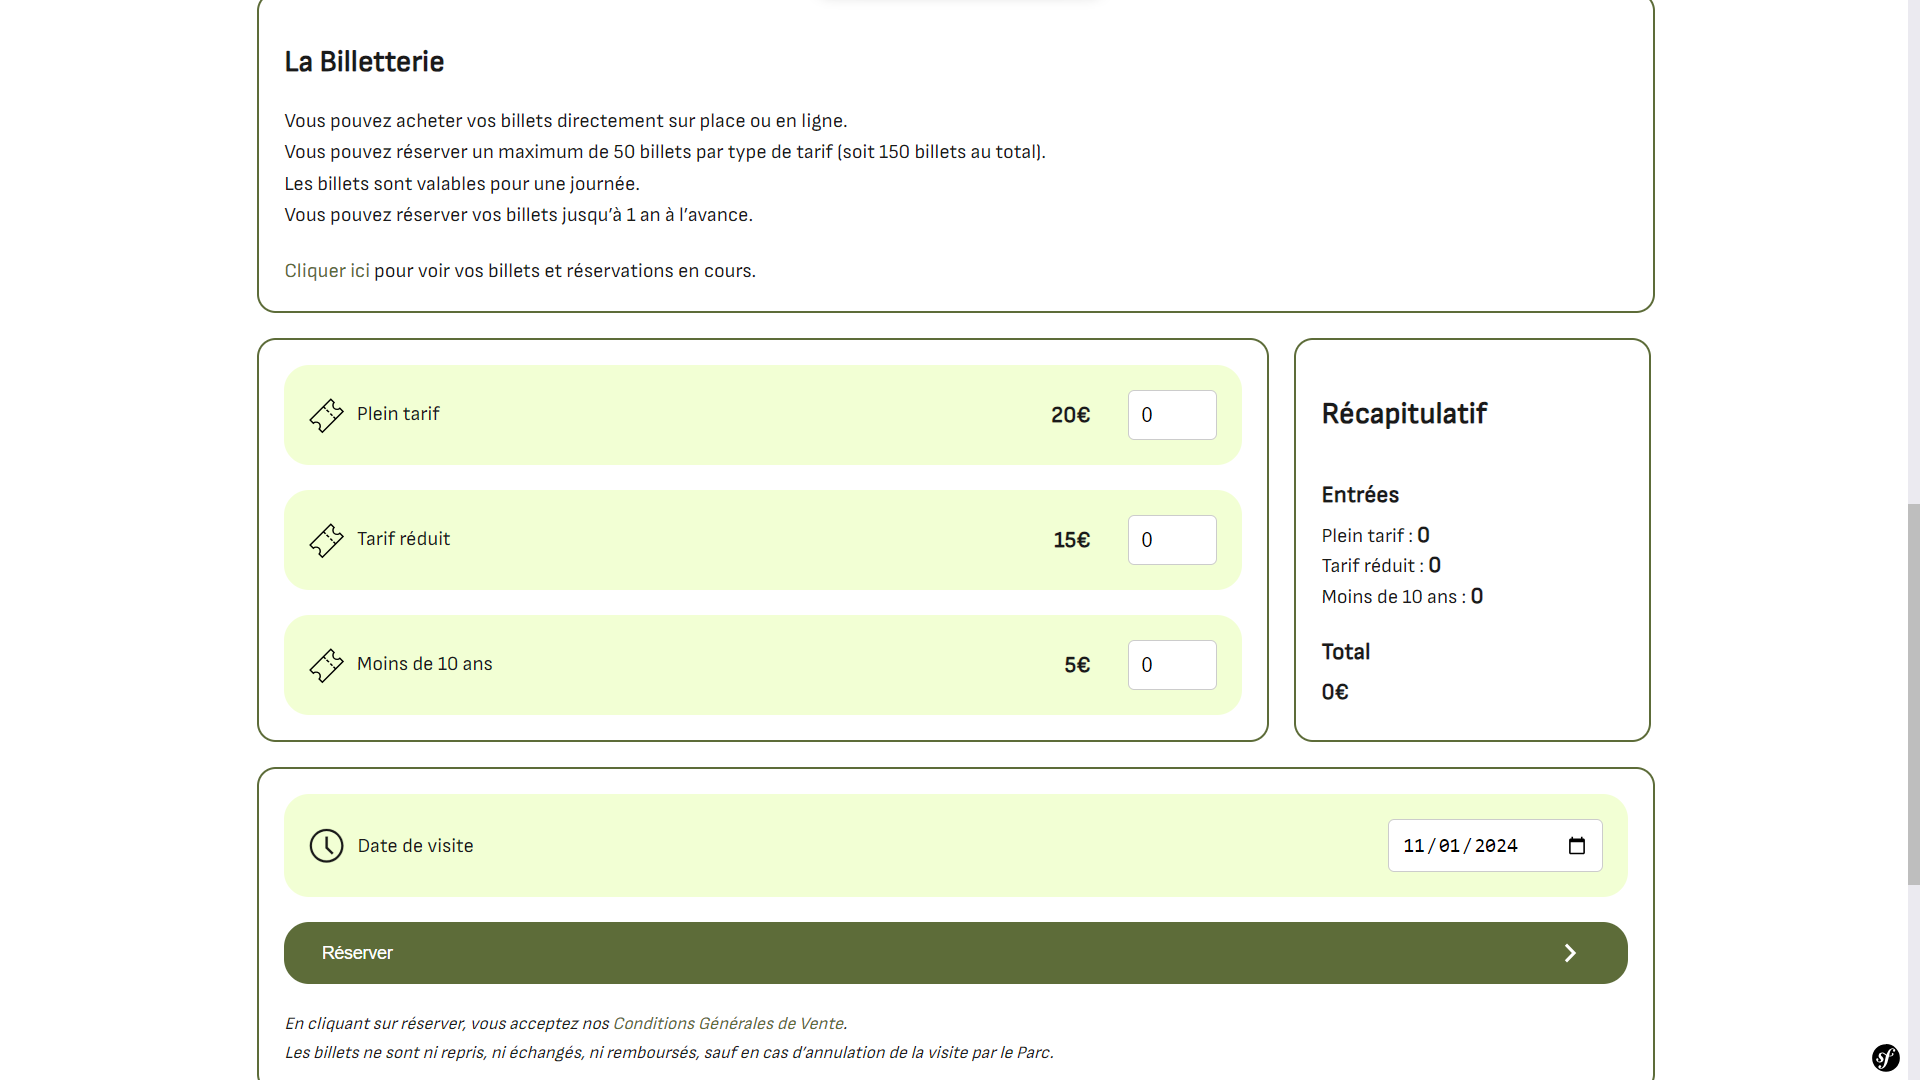 La Billetterie
Vous pouvez acheter vos billets directement sur place ou en ligne.
Vous pouvez réserver un maximum de 50 billets par type de tarif (soit 150 billets au total).
Les billets sont valables pour une journée.
Vous pouvez réserver vos billets jusqu’à 1 an à l’avance.
Cliquer ici pour voir vos billets et réservations en cours.
Plein tarif 20€ 0
Tarif réduit 15€ 0
Moins de 10 ans 5€ 0
Récapitulatif
Entrées
Plein tarif : 0
Tarif réduit : 0
Moins de 10 ans : 0
Total
0€
Date de visite 11/01/2024
Réserver
En cliquant sur réserver, vous acceptez nos Conditions Générales de Vente.
Les billets ne sont ni repris, ni échangés, ni remboursés, sauf en cas d’annulation de la visite par le Parc.
sf